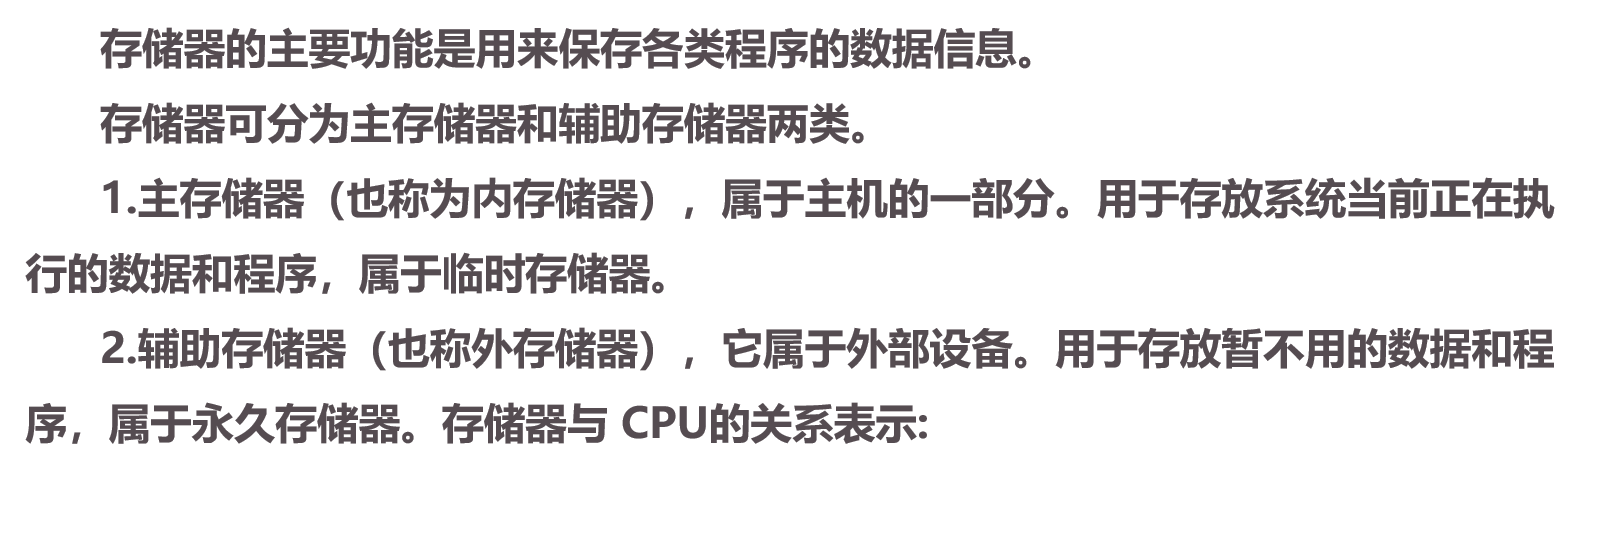 存储器的主要功能是用来保存各类程序的数据信息。
存储器可分为主存储器和辅助存储器两类。
1.主存储器（也称为内存储器），属于主机的一部分。用于存放系统当前正在执
行的数据和程序，属于临时存储器。
2.辅助存储器（也称外存储器），它属于外部设备。用于存放暂不用的数据和程
序，属于永久存储器。存储器与 CPU的关系表示: